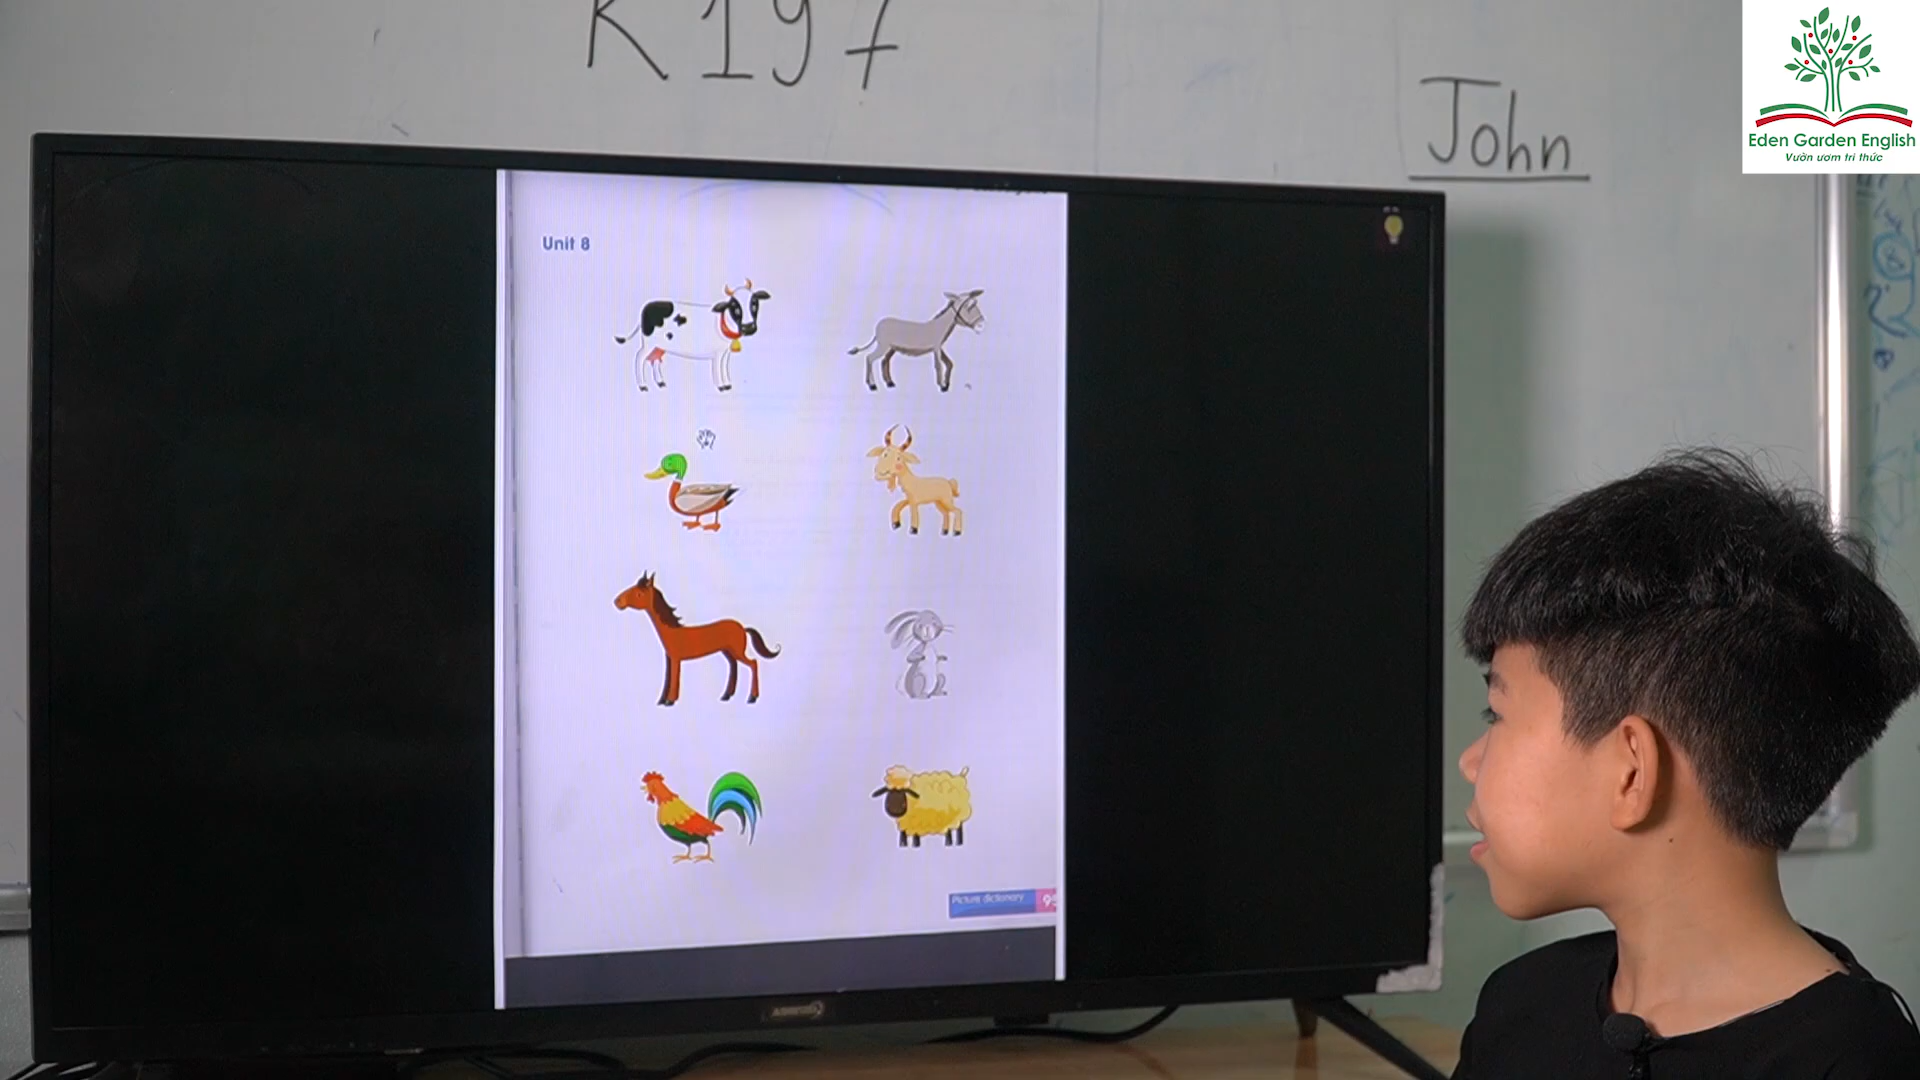 K197
John
Eden Garden English
Vườn ươm tri thức
Unit 8
Picture dictionary